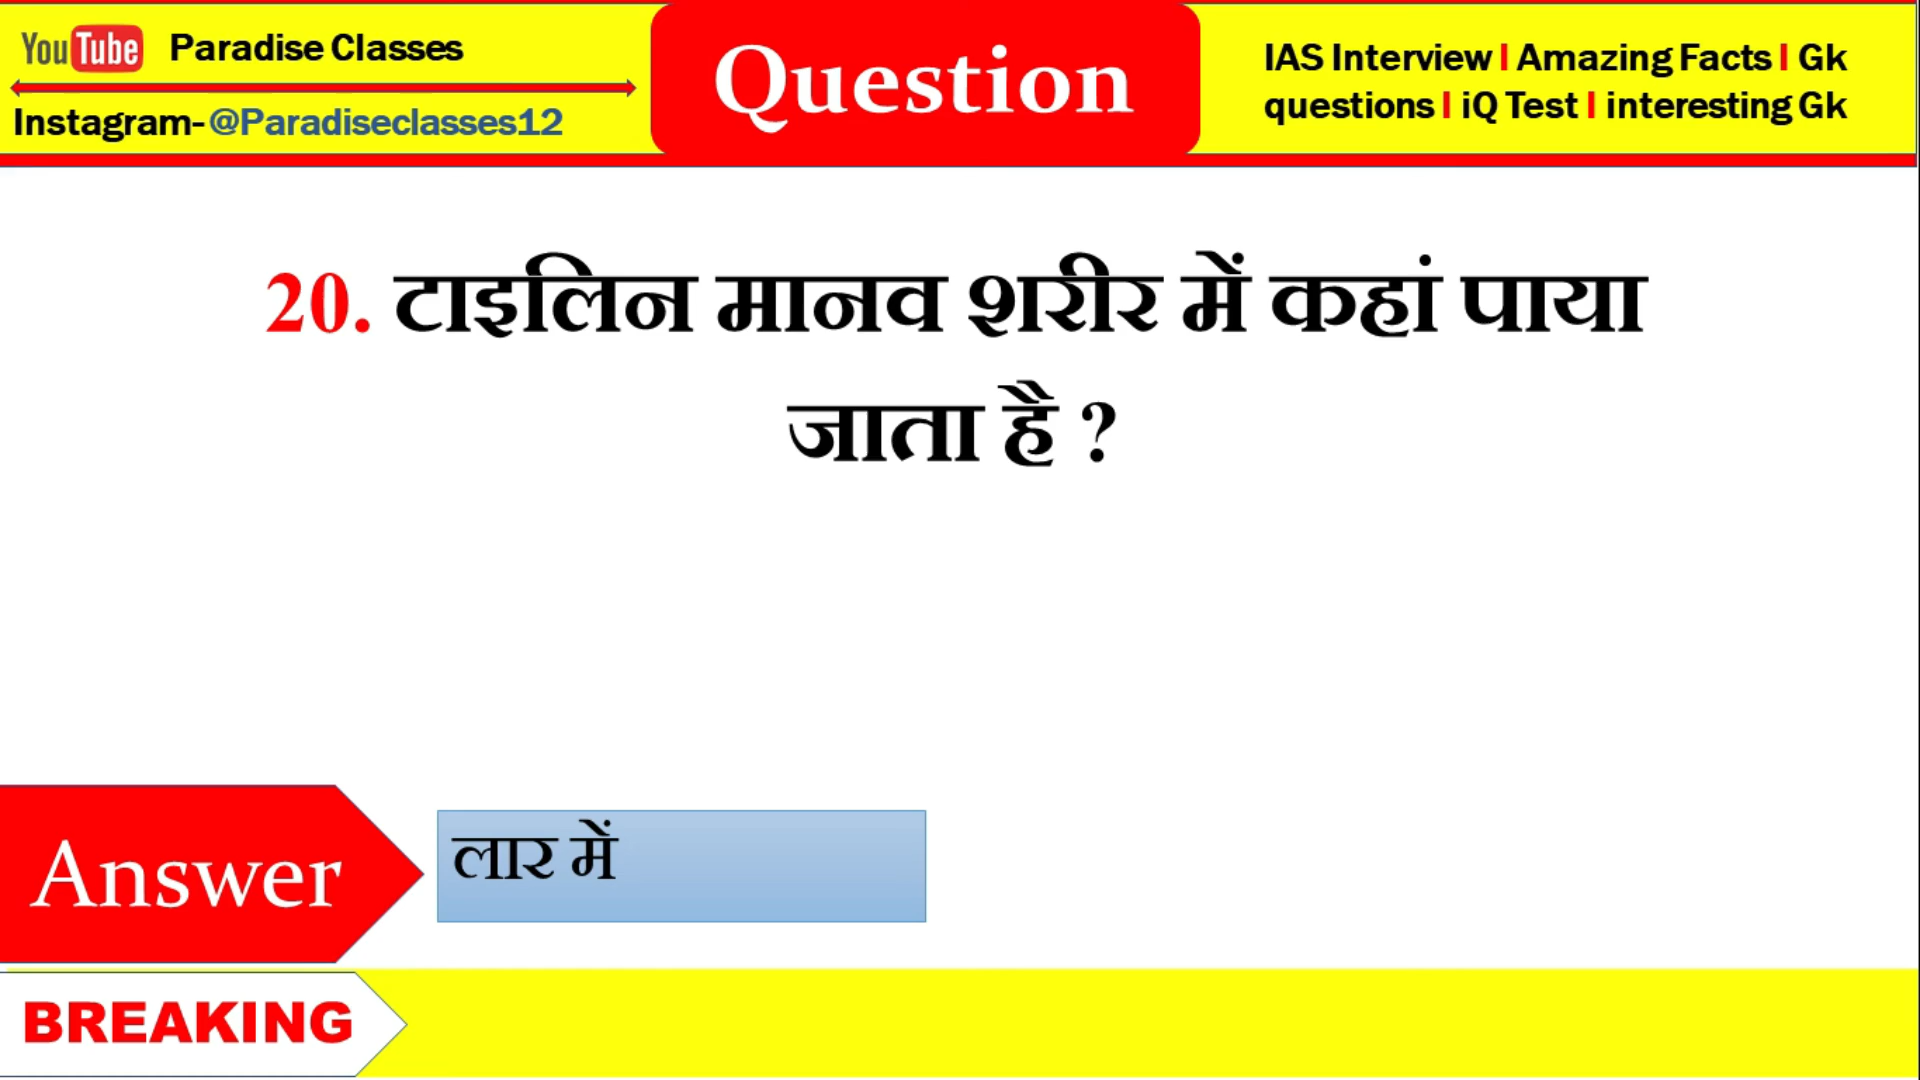 YouTube Paradise Classes
Instagram- @Paradiseclasses12
Question
IAS Interview I Amazing Facts I Gk
questions I iQ Test I interesting Gk
20. टाइलिन मानव शरीर में कहां पाया
जाता है ?
Answer
लार में
BREAKING